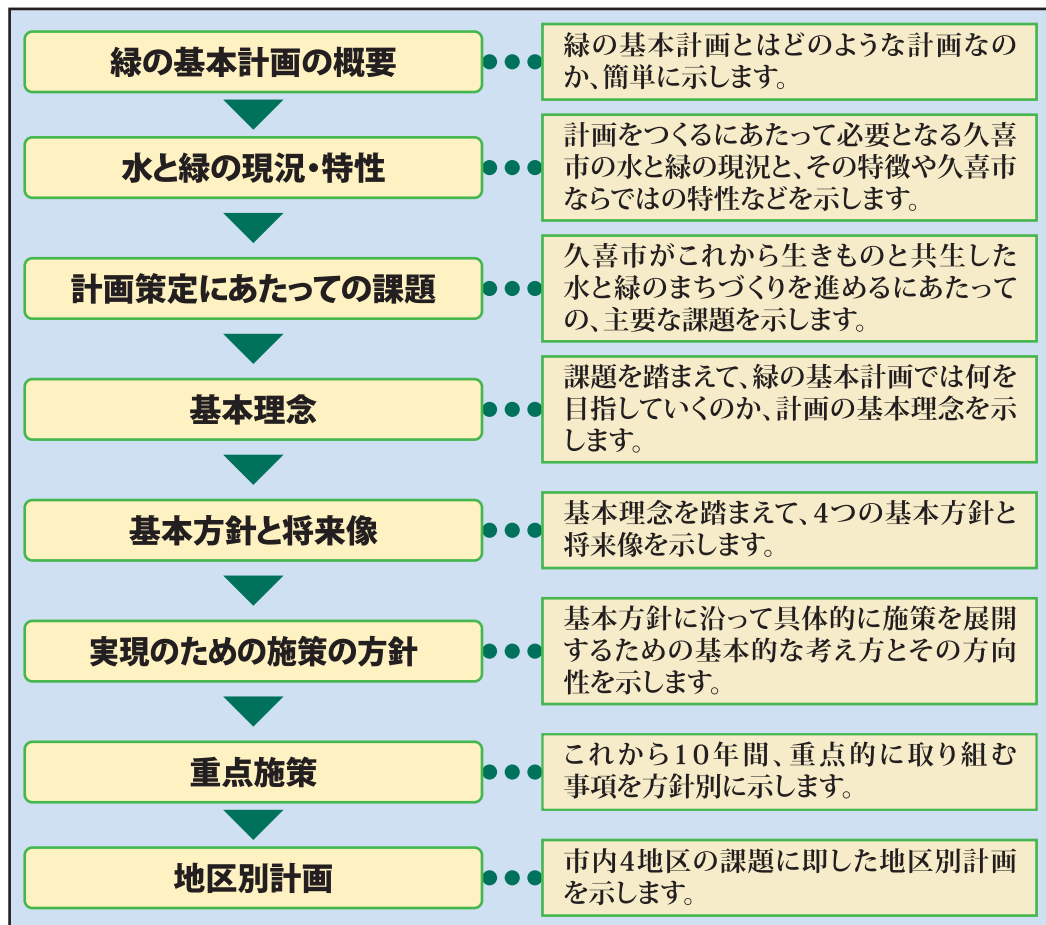 緑の基本計画の概要
緑の基本計画とはどのような計画なの
か、簡単に示します。
水と緑の現況・特性
計画をつくるにあたって必要となる久喜
市の水と緑の現況と、その特徴や久喜市
ならではの特性などを示します。
計画策定にあたっての課題
久喜市がこれから生きものと共生した
水と緑のまちづくりを進めるにあたって
の、主要な課題を示します。
基本理念
課題を踏まえて、緑の基本計画では何を
目指していくのか、計画の基本理念を示
します。
基本方針と将来像
基本理念を踏まえて、4つの基本方針と
将来像を示します。
実現のための施策の方針
基本方針に沿って具体的に施策を展開
するための基本的な考え方とその方向
性を示します。
重点施策
これから10年間、重点的に取り組む
事項を方針別に示します。
地区別計画
市内4地区の課題に即した地区別計画
を示します。